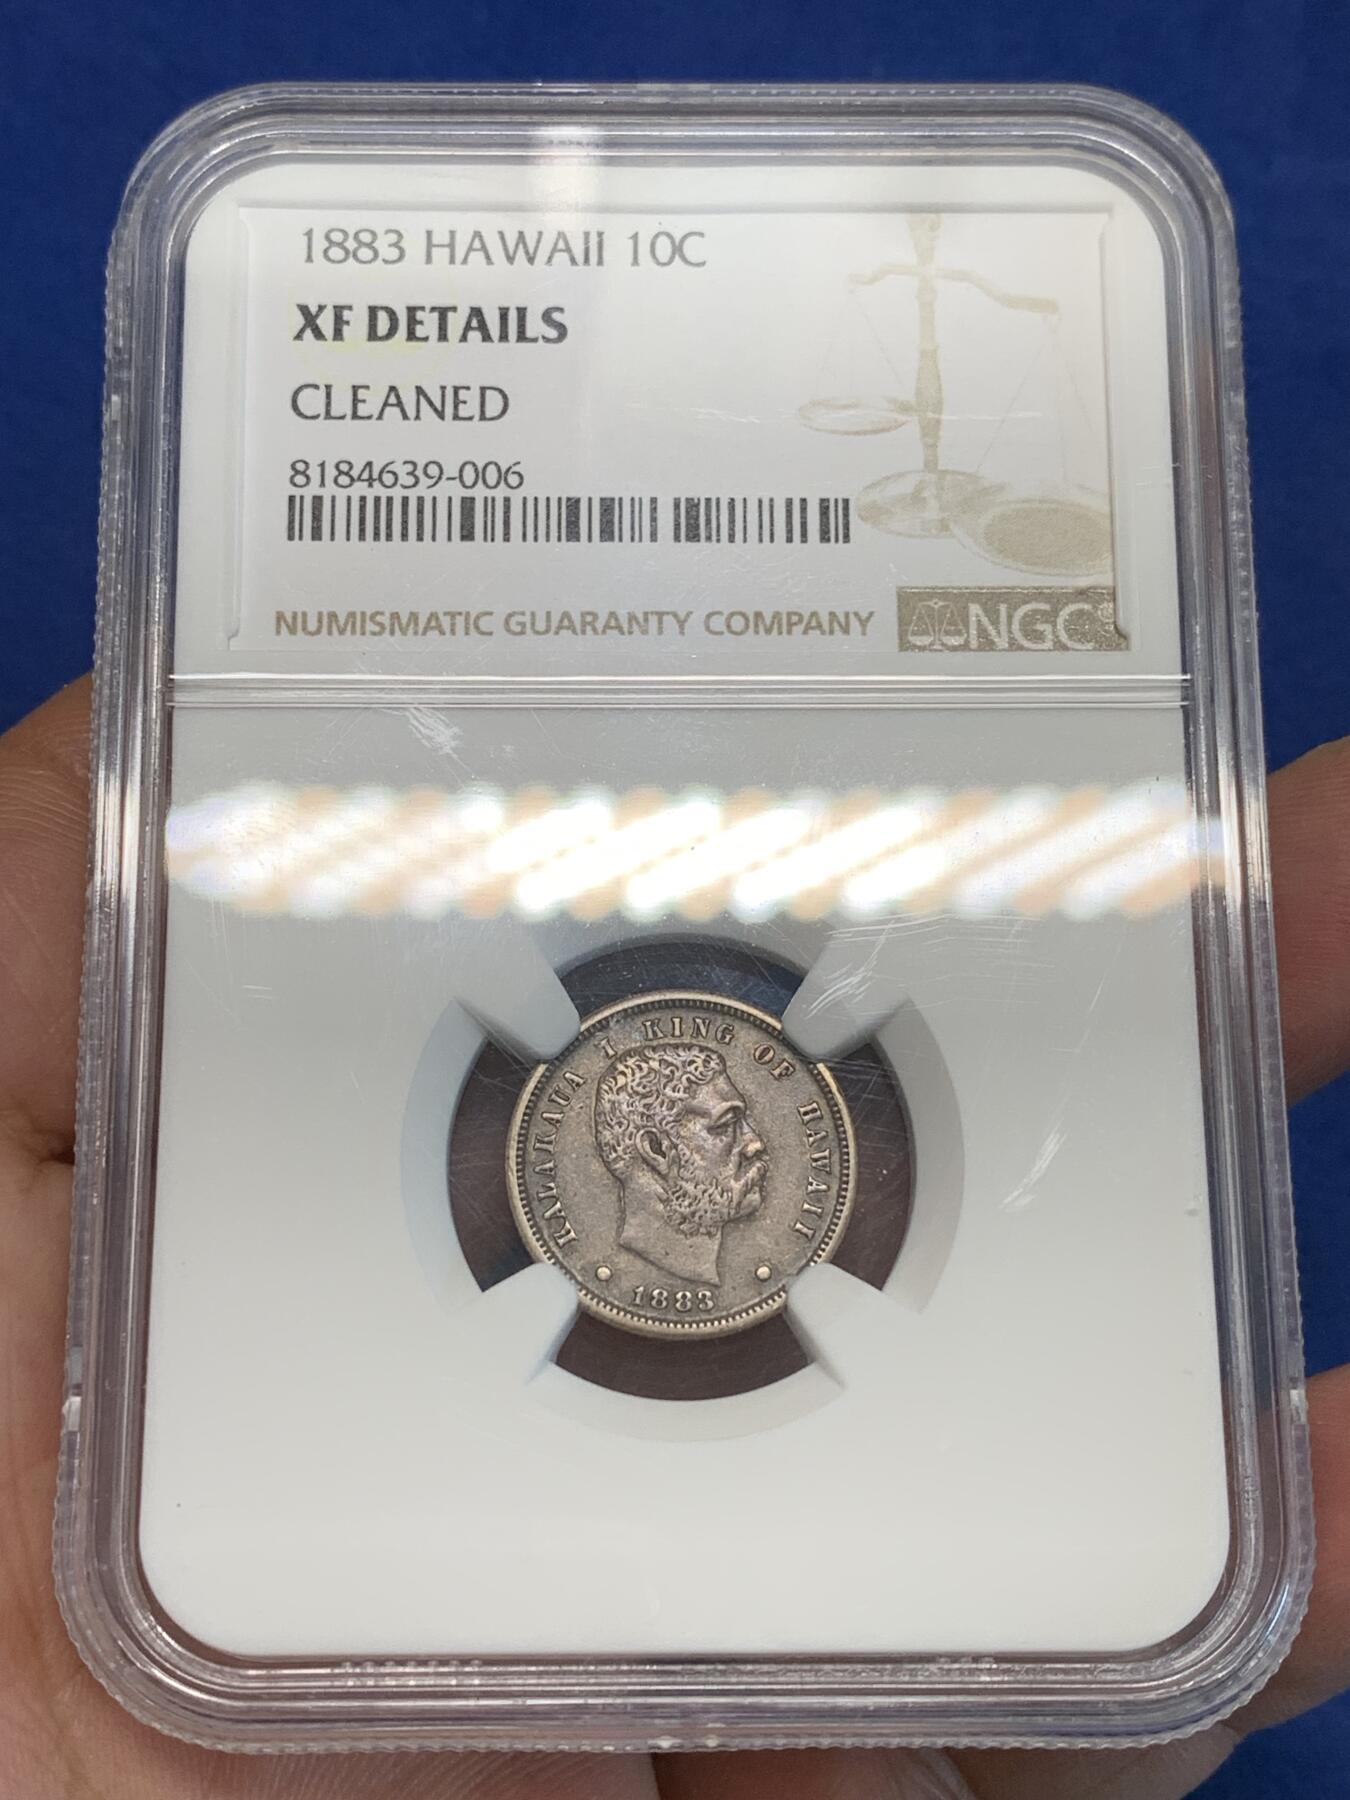 1883 HAWAII 10C
XF DETAILS
CLEANED
8184639-006
NUMISMATIC GUARANTY COMPANY
NGC
KALAKAUA I KING OF HAWAII
1883